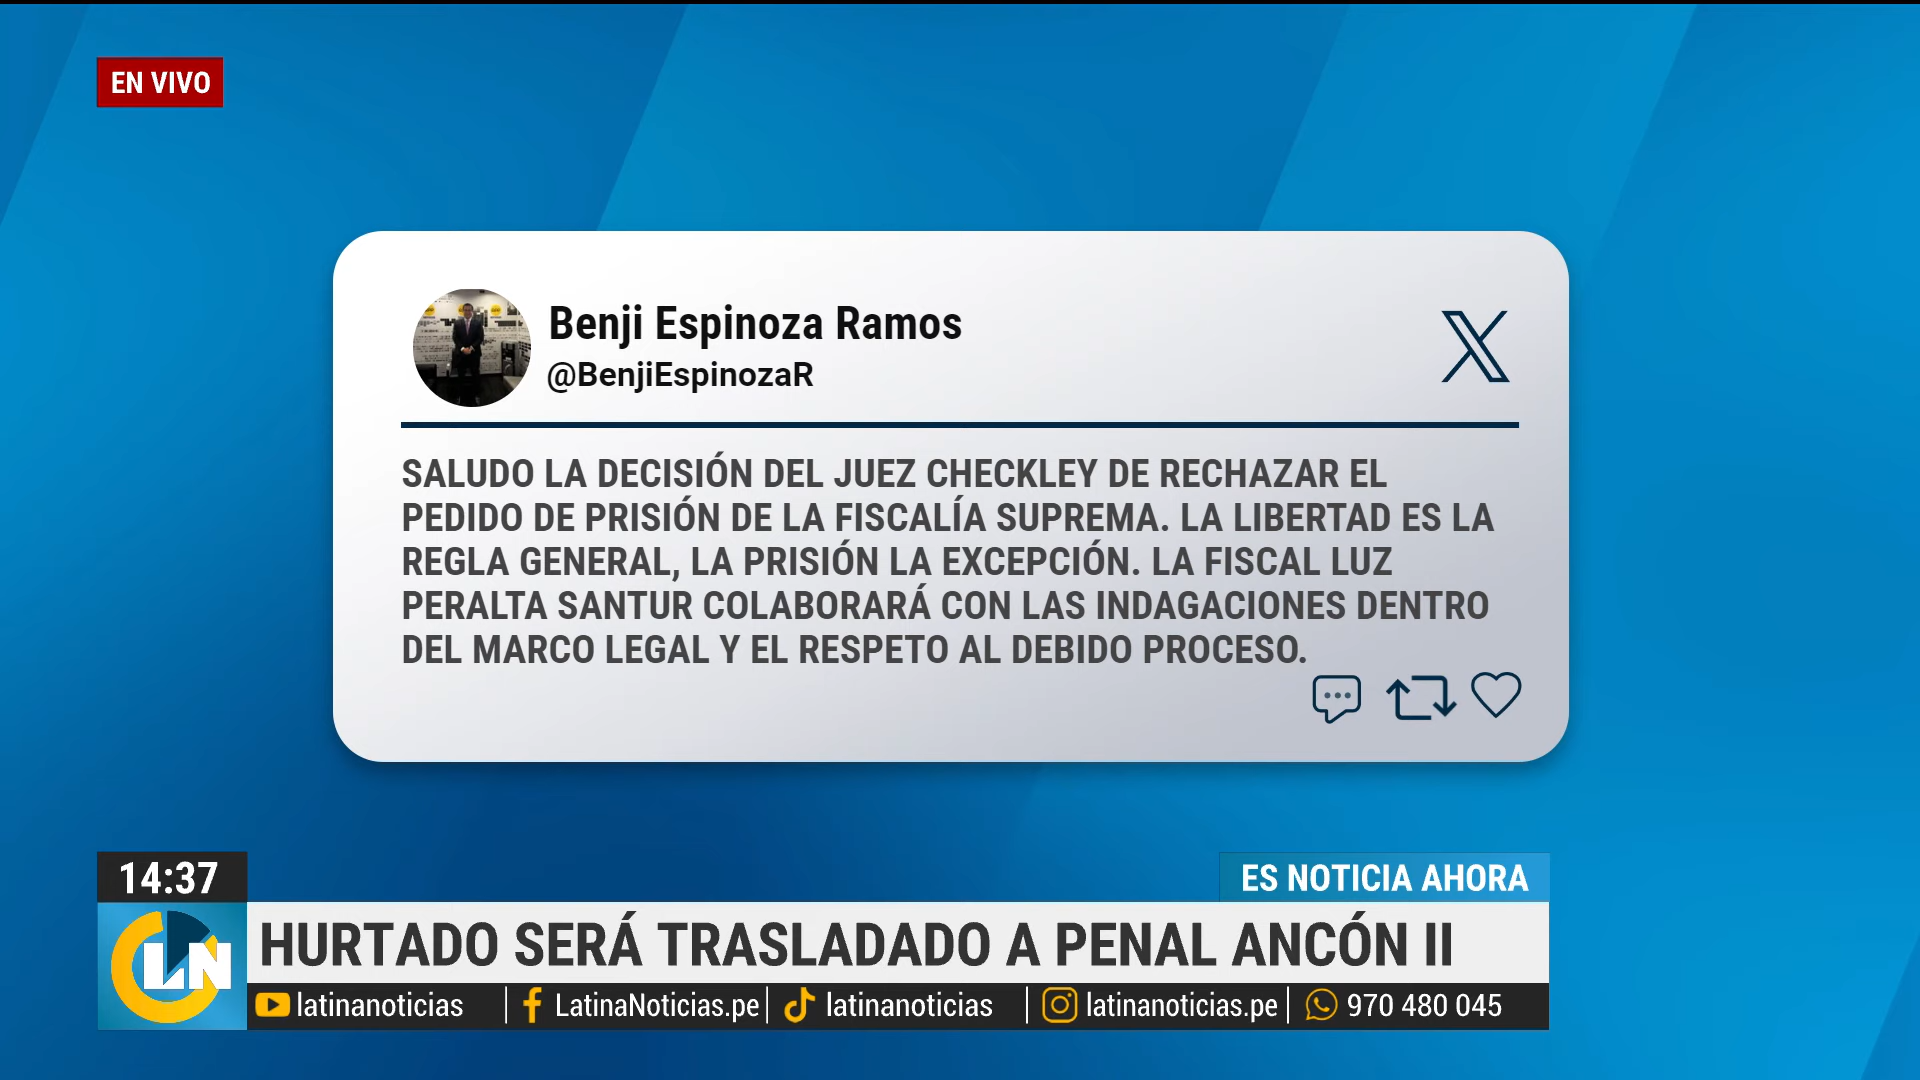 EN VIVO
Benji Espinoza Ramos
@BenjiEspinozaR
SALUDO LA DECISIÓN DEL JUEZ CHECKLEY DE RECHAZAR EL
PEDIDO DE PRISIÓN DE LA FISCALÍA SUPREMA. LA LIBERTAD ES LA
REGLA GENERAL, LA PRISIÓN LA EXCEPCIÓN. LA FISCAL LUZ
PERALTA SANTUR COLABORARÁ CON LAS INDAGACIONES DENTRO
DEL MARCO LEGAL Y EL RESPETO AL DEBIDO PROCESO.
14:37
ES NOTICIA AHORA
LN
HURTADO SERÁ TRASLADADO A PENAL ANCÓN II
latinanoticias | LatinaNoticias.pe | latinanoticias | latinanoticias.pe | 970 480 045